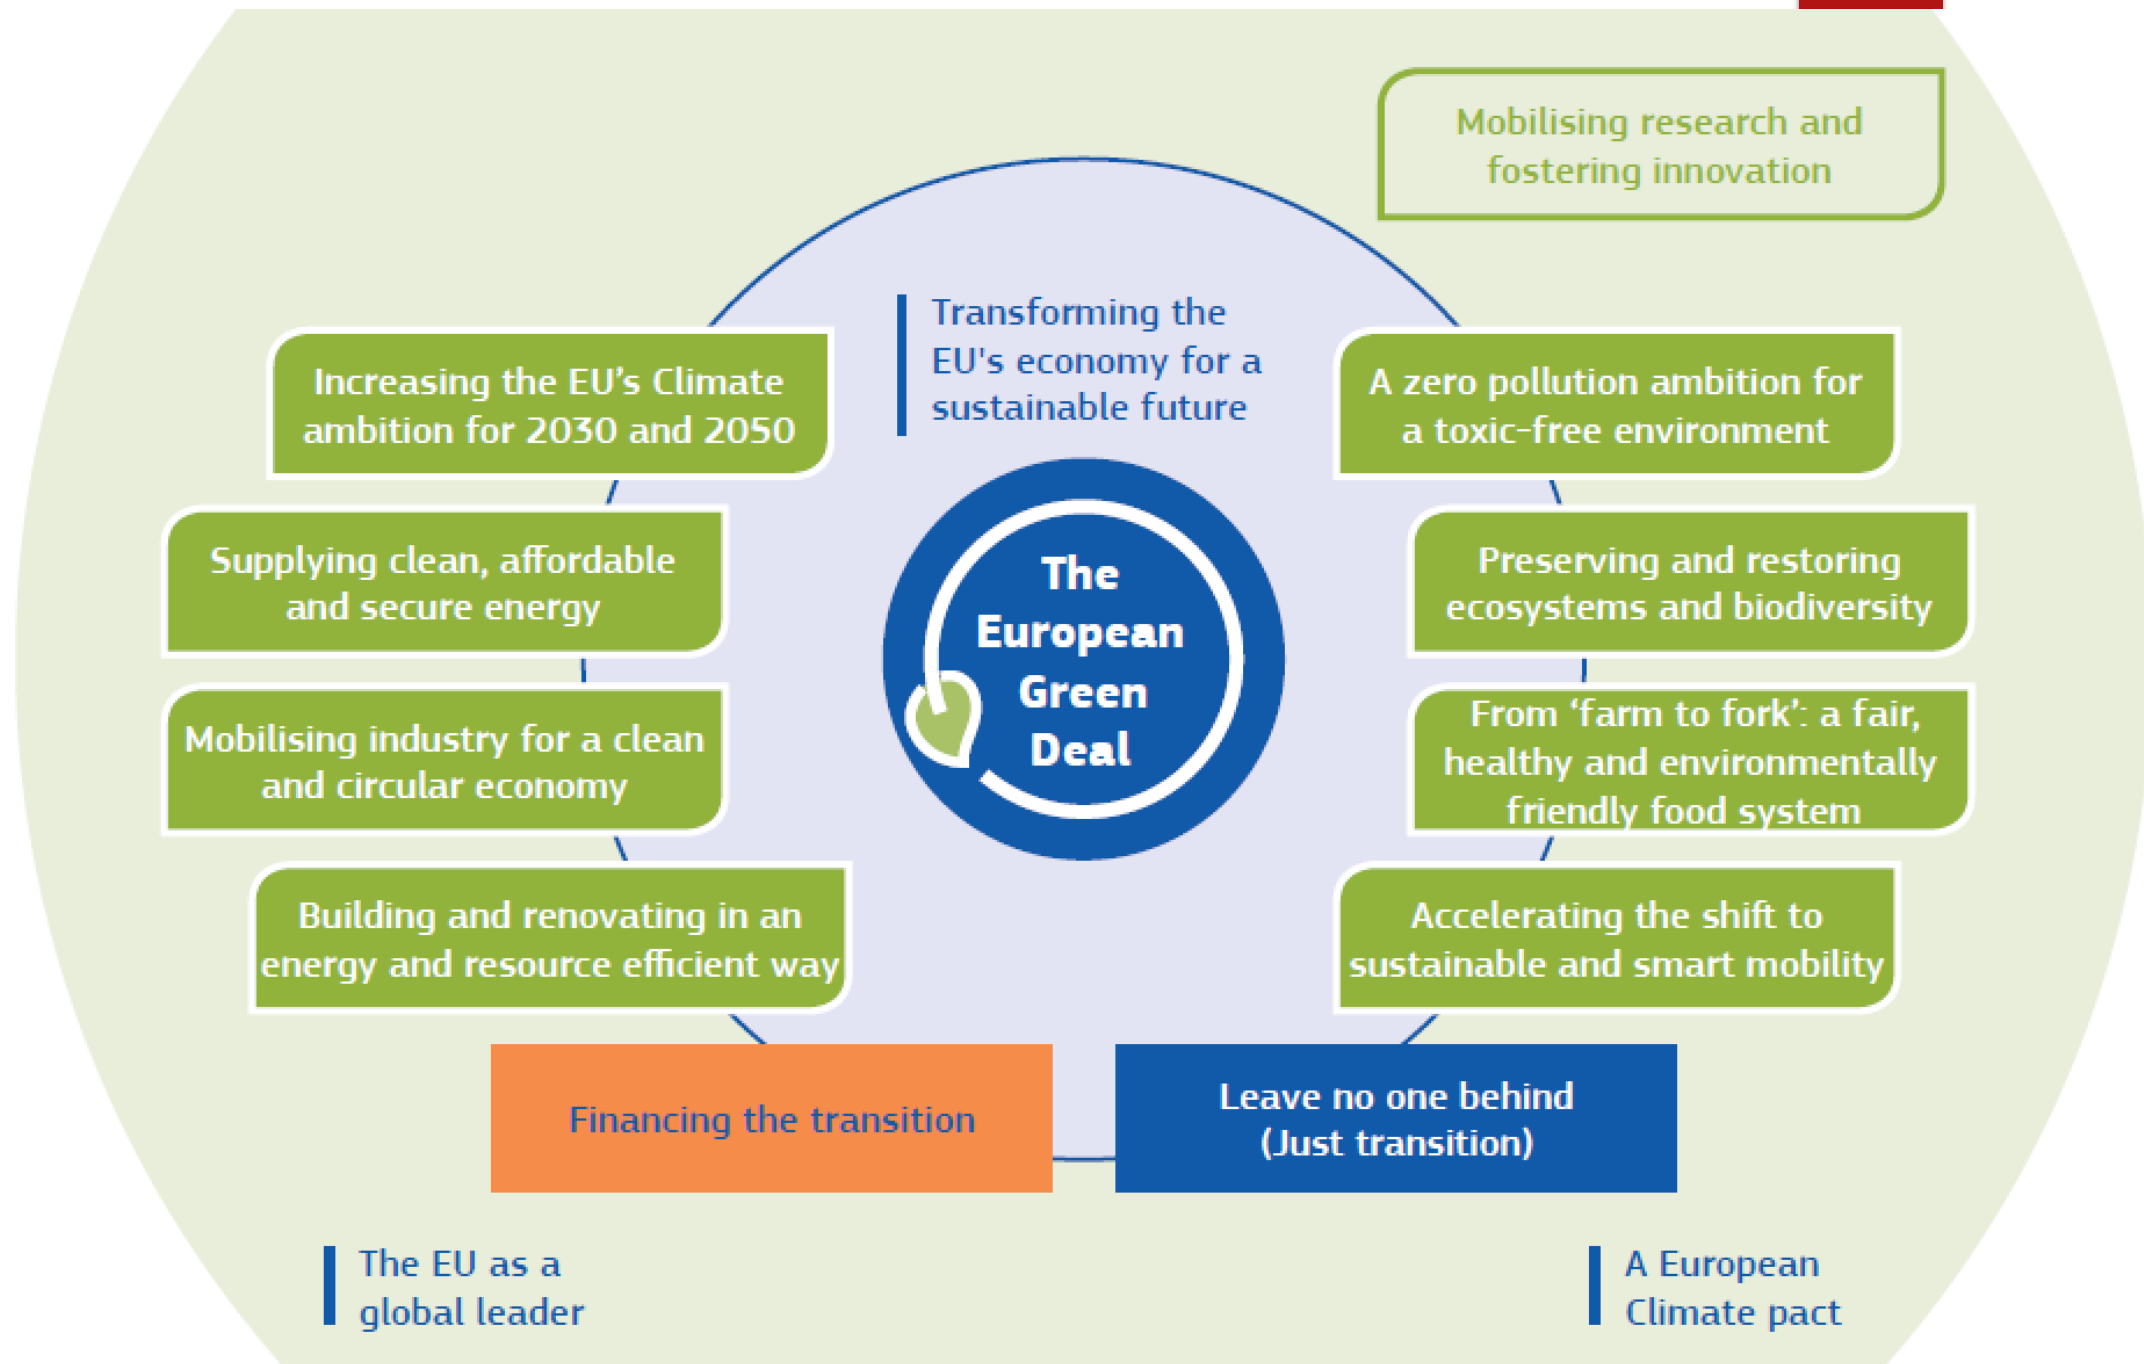 Mobilising research and
fostering innovation
Transforming the
EU's economy for a
sustainable future
Increasing the EU’s Climate
ambition for 2030 and 2050
Supplying clean, affordable
and secure energy
Mobilising industry for a clean
and circular economy
Building and renovating in an
energy and resource efficient way
The
European
Green
Deal
A zero pollution ambition for
a toxic-free environment
Preserving and restoring
ecosystems and biodiversity
From ‘farm to fork’: a fair,
healthy and environmentally
friendly food system
Accelerating the shift to
sustainable and smart mobility
Financing the transition
Leave no one behind
(Just transition)
The EU as a
global leader
A European
Climate pact